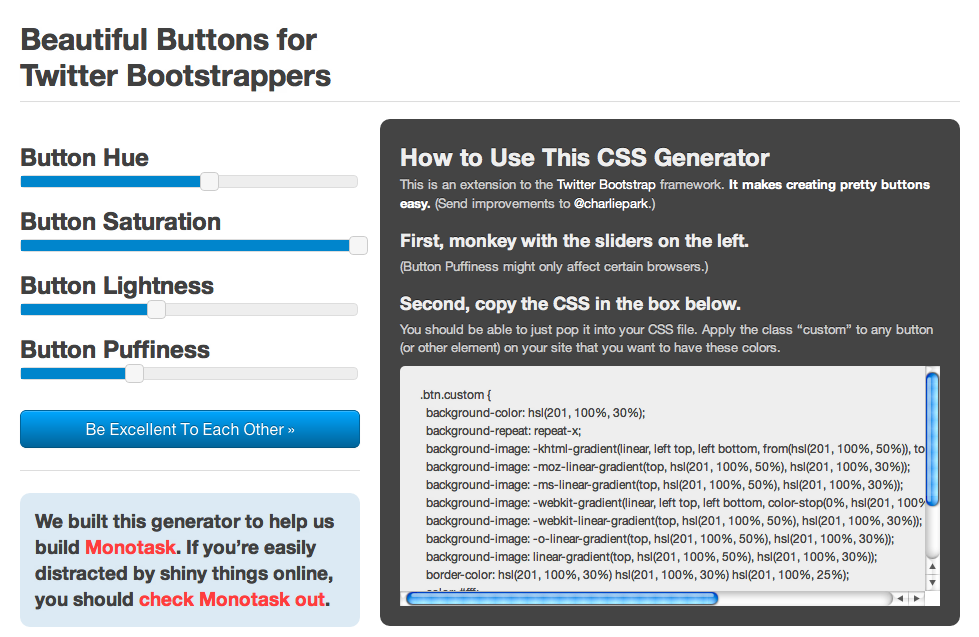 Beautiful Buttons for
Twitter Bootstrappers
Button Hue
Button Saturation
Button Lightness
Button Puffiness
Be Excellent To Each Other »
We built this generator to help us
build Monotask. If you’re easily
distracted by shiny things online,
you should check Monotask out.
How to Use This CSS Generator
This is an extension to the Twitter Bootstrap framework. It makes creating pretty buttons
easy. (Send improvements to @charliepark.)
First, monkey with the sliders on the left.
(Button Puffiness might only affect certain browsers.)
Second, copy the CSS in the box below.
You should be able to just pop it into your CSS file. Apply the class “custom” to any button
(or other element) on your site that you want to have these colors.
.btn.custom {
background-color: hsl(201, 100%, 30%);
background-repeat: repeat-x;
background-image: -khtml-gradient(linear, left top, left bottom, from(hsl(201, 100%, 50%)), to
background-image: -moz-linear-gradient(top, hsl(201, 100%, 50%), hsl(201, 100%, 30%));
background-image: -ms-linear-gradient(top, hsl(201, 100%, 50%), hsl(201, 100%, 30%));
background-image: -webkit-gradient(linear, left top, left bottom, color-stop(0%, hsl(201, 100%
background-image: -webkit-linear-gradient(top, hsl(201, 100%, 50%), hsl(201, 100%, 30%));
background-image: -o-linear-gradient(top, hsl(201, 100%, 50%), hsl(201, 100%, 30%));
background-image: linear-gradient(top, hsl(201, 100%, 50%), hsl(201, 100%, 30%));
border-color: hsl(201, 100%, 30%) hsl(201, 100%, 30%) hsl(201, 100%, 25%);
color: #fff;